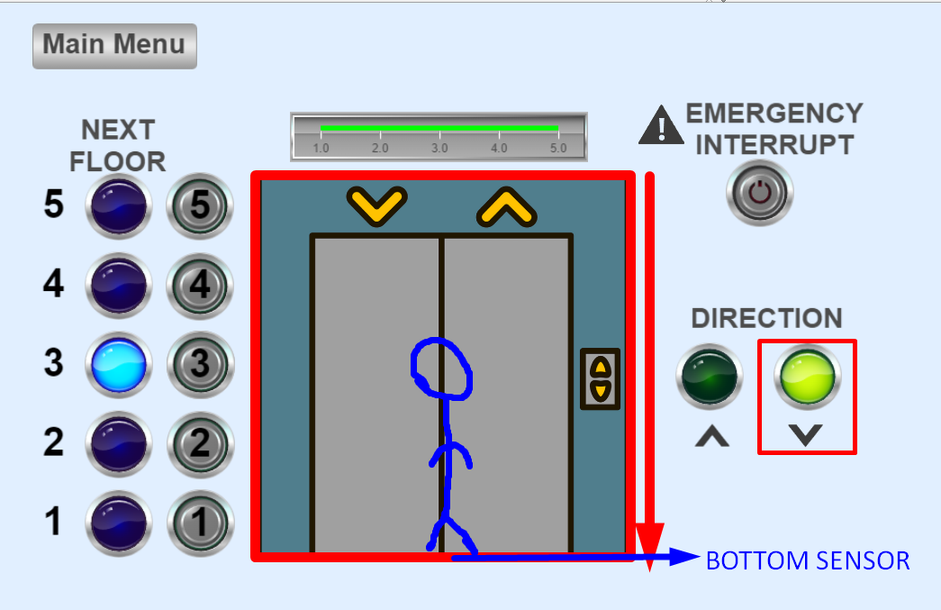 Main Menu
NEXT
FLOOR
5
5
4
4
3
3
2
2
1
1
1.0 2.0 3.0 4.0 5.0
EMERGENCY
INTERRUPT
DIRECTION
BOTTOM SENSOR